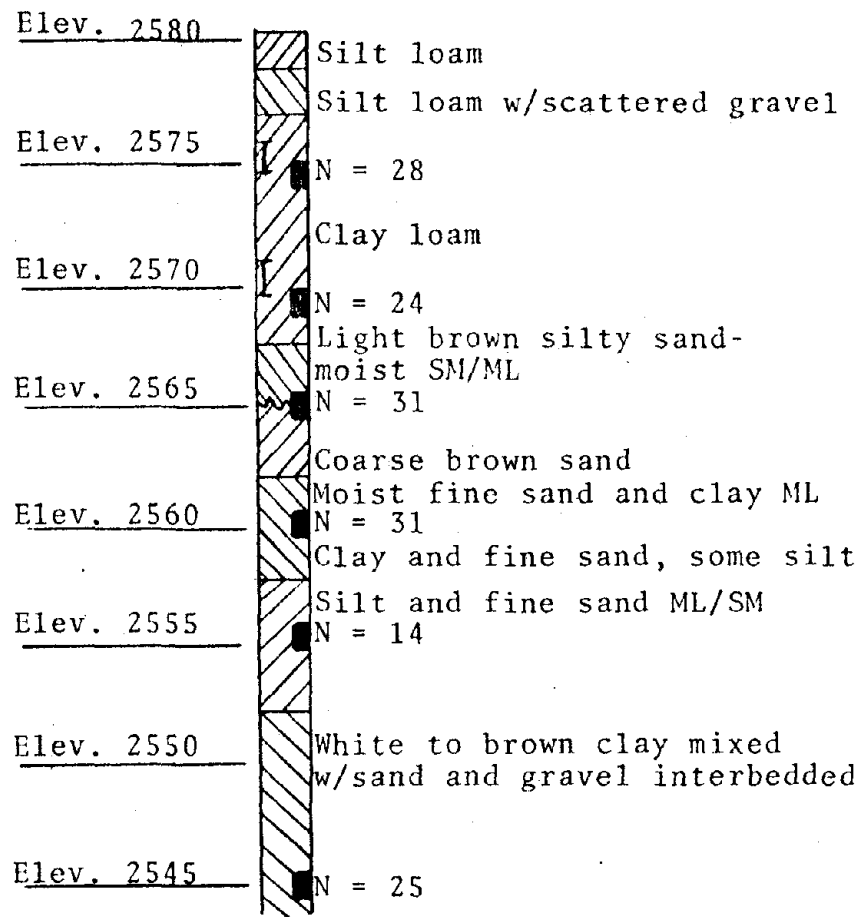 Elev. 2580
Silt loam
Silt loam w/scattered gravel
Elev. 2575
N = 28
Clay loam
Elev. 2570
N = 24
Light brown silty sand-
moist SM/ML
Elev. 2565
N = 31
Coarse brown sand
Moist fine sand and clay ML
Elev. 2560
N = 31
Clay and fine sand, some silt
Silt and fine sand ML/SM
Elev. 2555
N = 14
Elev. 2550
White to brown clay mixed
w/sand and gravel interbedded
Elev. 2545
N = 25